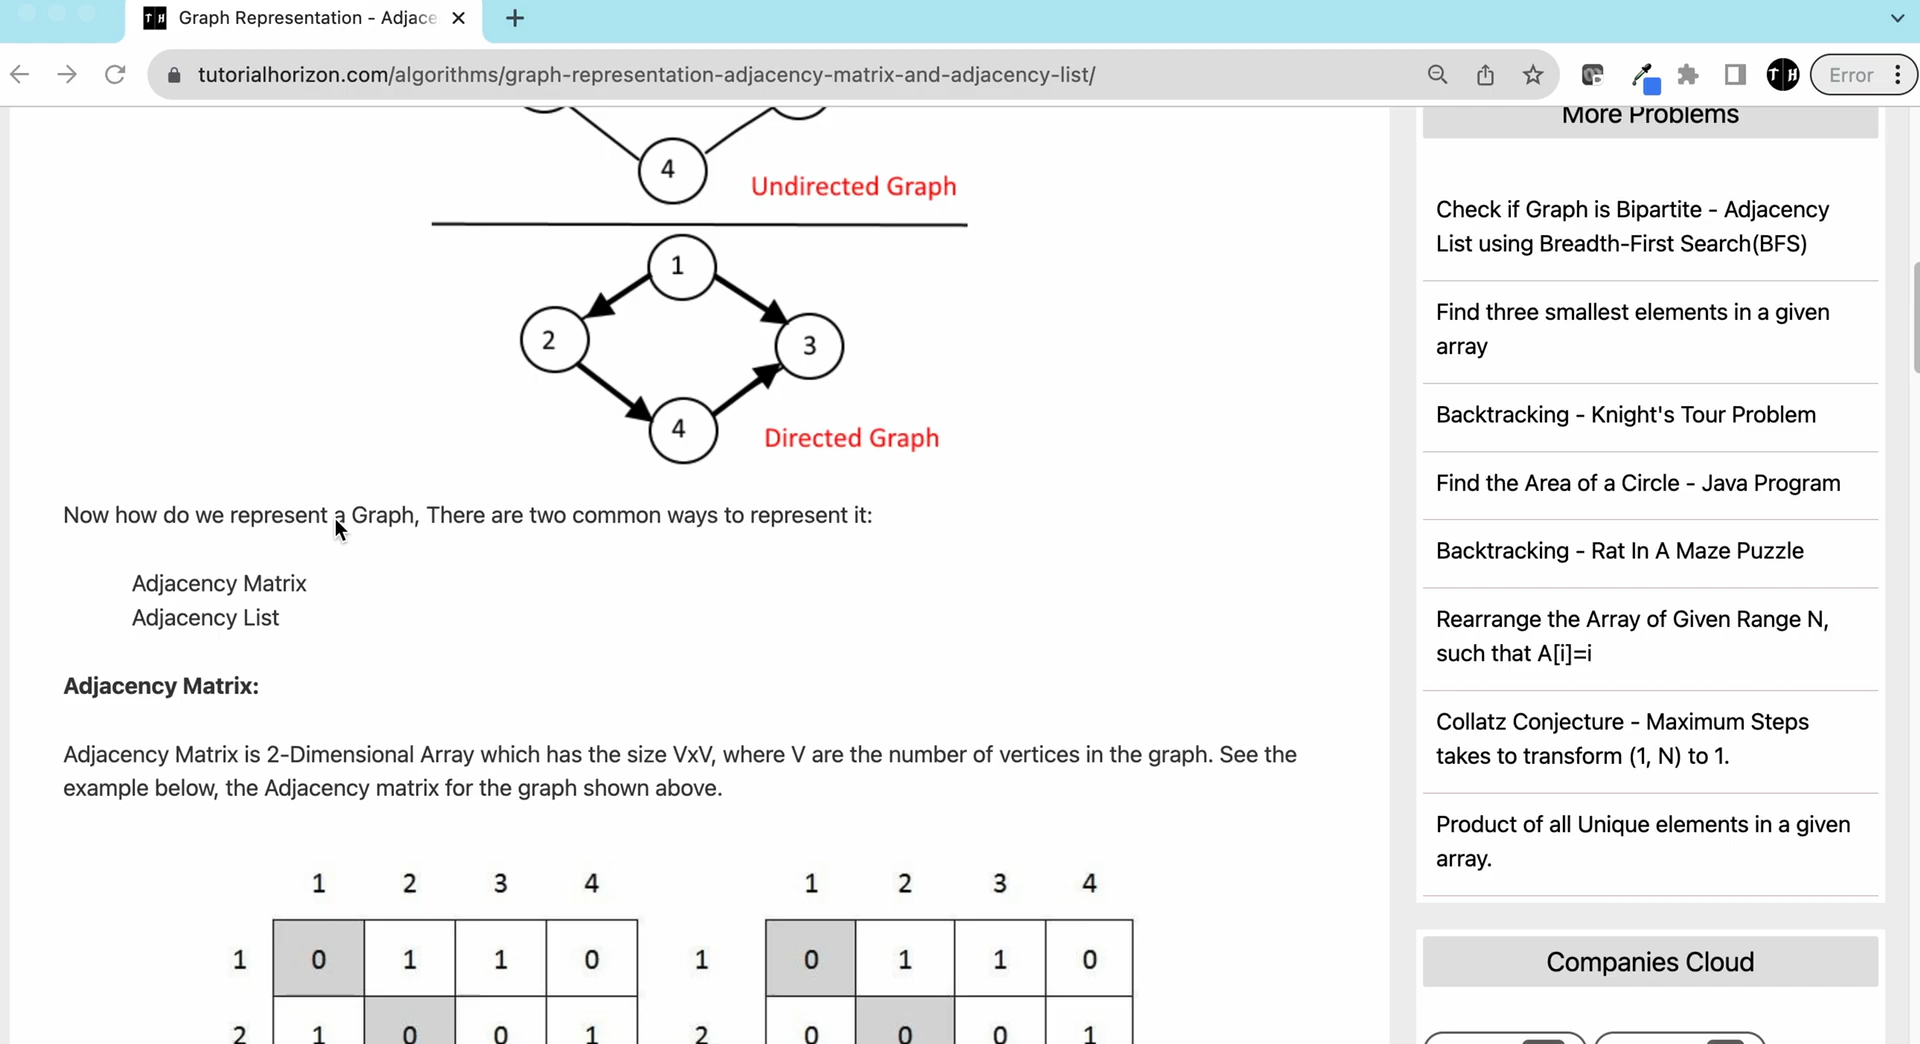 Graph Representation - Adjace
tutorialhorizon.com/algorithms/graph-representation-adjacency-matrix-and-adjacency-list/
T H
Error
4
Undirected Graph
1
2
3
4
Directed Graph
Now how do we represent a Graph, There are two common ways to represent it:
Adjacency Matrix
Adjacency List
Adjacency Matrix:
Adjacency Matrix is 2-Dimensional Array which has the size VxV, where V are the number of vertices in the graph. See the
example below, the Adjacency matrix for the graph shown above.
1 2 3 4
1 0 1 1 0
2 1 0 0 1
1 2 3 4
1 0 1 1 0
2 0 0 0 1
More Problems
Check if Graph is Bipartite - Adjacency
List using Breadth-First Search(BFS)
Find three smallest elements in a given
array
Backtracking - Knight's Tour Problem
Find the Area of a Circle - Java Program
Backtracking - Rat In A Maze Puzzle
Rearrange the Array of Given Range N,
such that A[i]=i
Collatz Conjecture - Maximum Steps
takes to transform (1, N) to 1.
Product of all Unique elements in a given
array.
Companies Cloud